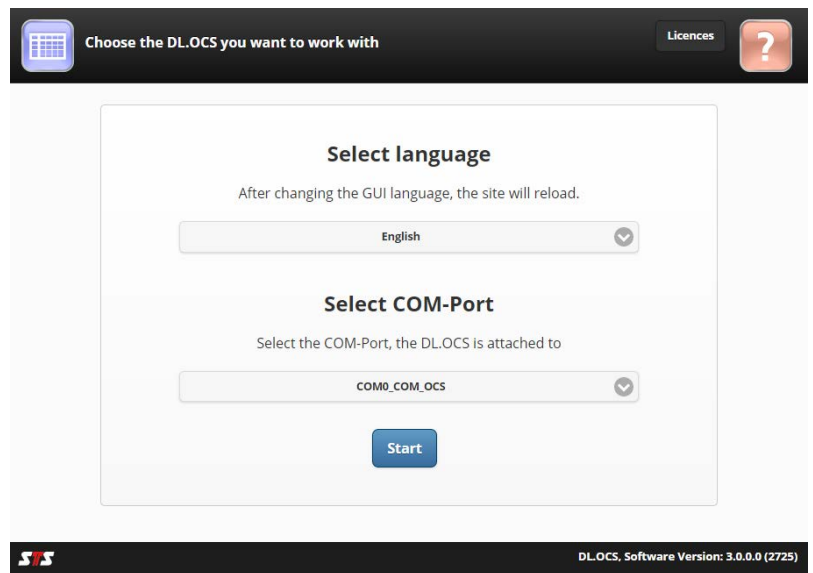 Choose the DL.OCS you want to work with
Licences
?
Select language
After changing the GUI language, the site will reload.
English
Select COM-Port
Select the COM-Port, the DL.OCS is attached to
COM0_COM_OCS
Start
STS
DL.OCS, Software Version: 3.0.0.0 (2725)